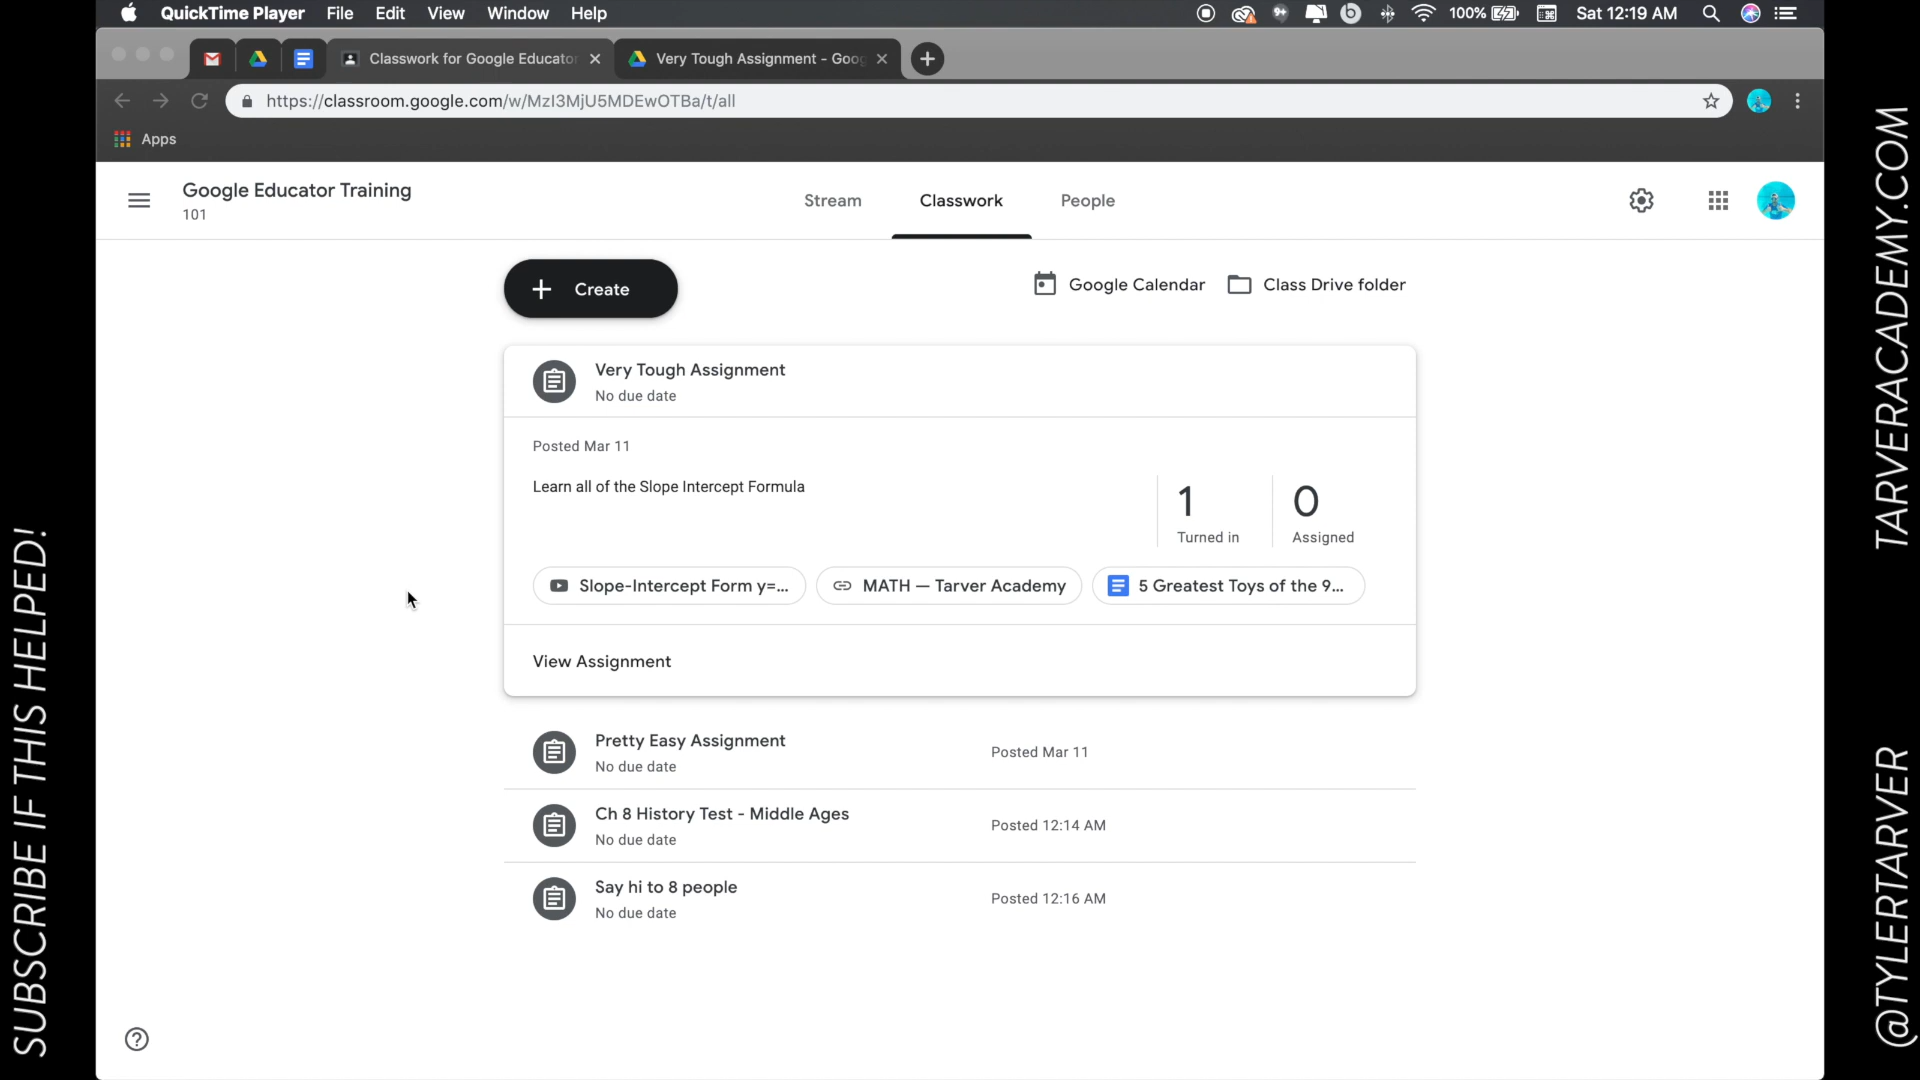 QuickTime Player File Edit View Window Help 9+ 100% Sat 12:19 AM
Classwork for Google Educator Very Tough Assignment - Goog
https://classroom.google.com/w/MzI3MjU5MDEwOTBa/t/all
Apps
Google Educator Training
101
Stream Classwork People
Create
Google Calendar Class Drive folder
Very Tough Assignment
No due date
Posted Mar 11
Learn all of the Slope Intercept Formula
1 0
Turned in Assigned
Slope-Intercept Form y=... MATH — Tarver Academy 5 Greatest Toys of the 9...
View Assignment
Pretty Easy Assignment
No due date
Posted Mar 11
Ch 8 History Test - Middle Ages
No due date
Posted 12:14 AM
Say hi to 8 people
No due date
Posted 12:16 AM
SUBSCRIBE IF THIS HELPED!
TARVERACADEMY.COM
@TYLERTARVER